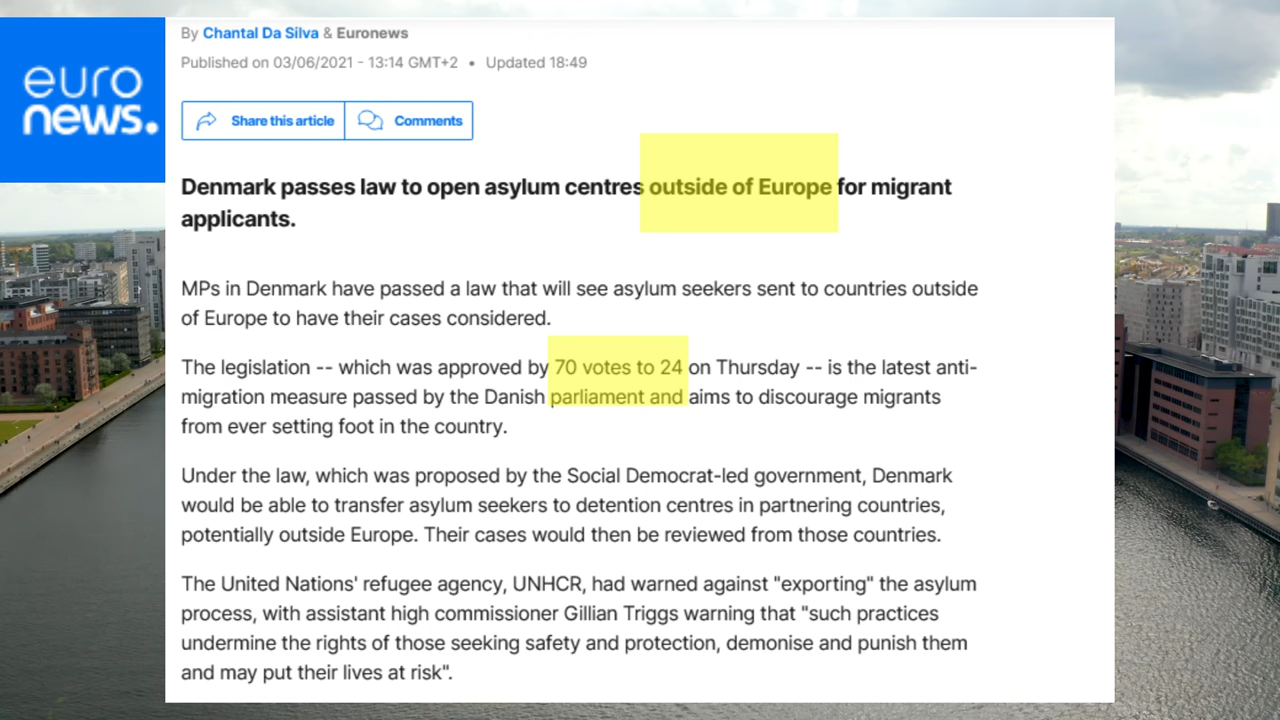 euro
news.
By Chantal Da Silva & Euronews
Published on 03/06/2021 - 13:14 GMT+2 • Updated 18:49
Share this article
Comments
Denmark passes law to open asylum centres outside of Europe for migrant
applicants.
MPs in Denmark have passed a law that will see asylum seekers sent to countries outside
of Europe to have their cases considered.
The legislation -- which was approved by 70 votes to 24 on Thursday -- is the latest anti-
migration measure passed by the Danish parliament and aims to discourage migrants
from ever setting foot in the country.
Under the law, which was proposed by the Social Democrat-led government, Denmark
would be able to transfer asylum seekers to detention centres in partnering countries,
potentially outside Europe. Their cases would then be reviewed from those countries.
The United Nations' refugee agency, UNHCR, had warned against "exporting" the asylum
process, with assistant high commissioner Gillian Triggs warning that "such practices
undermine the rights of those seeking safety and protection, demonise and punish them
and may put their lives at risk".